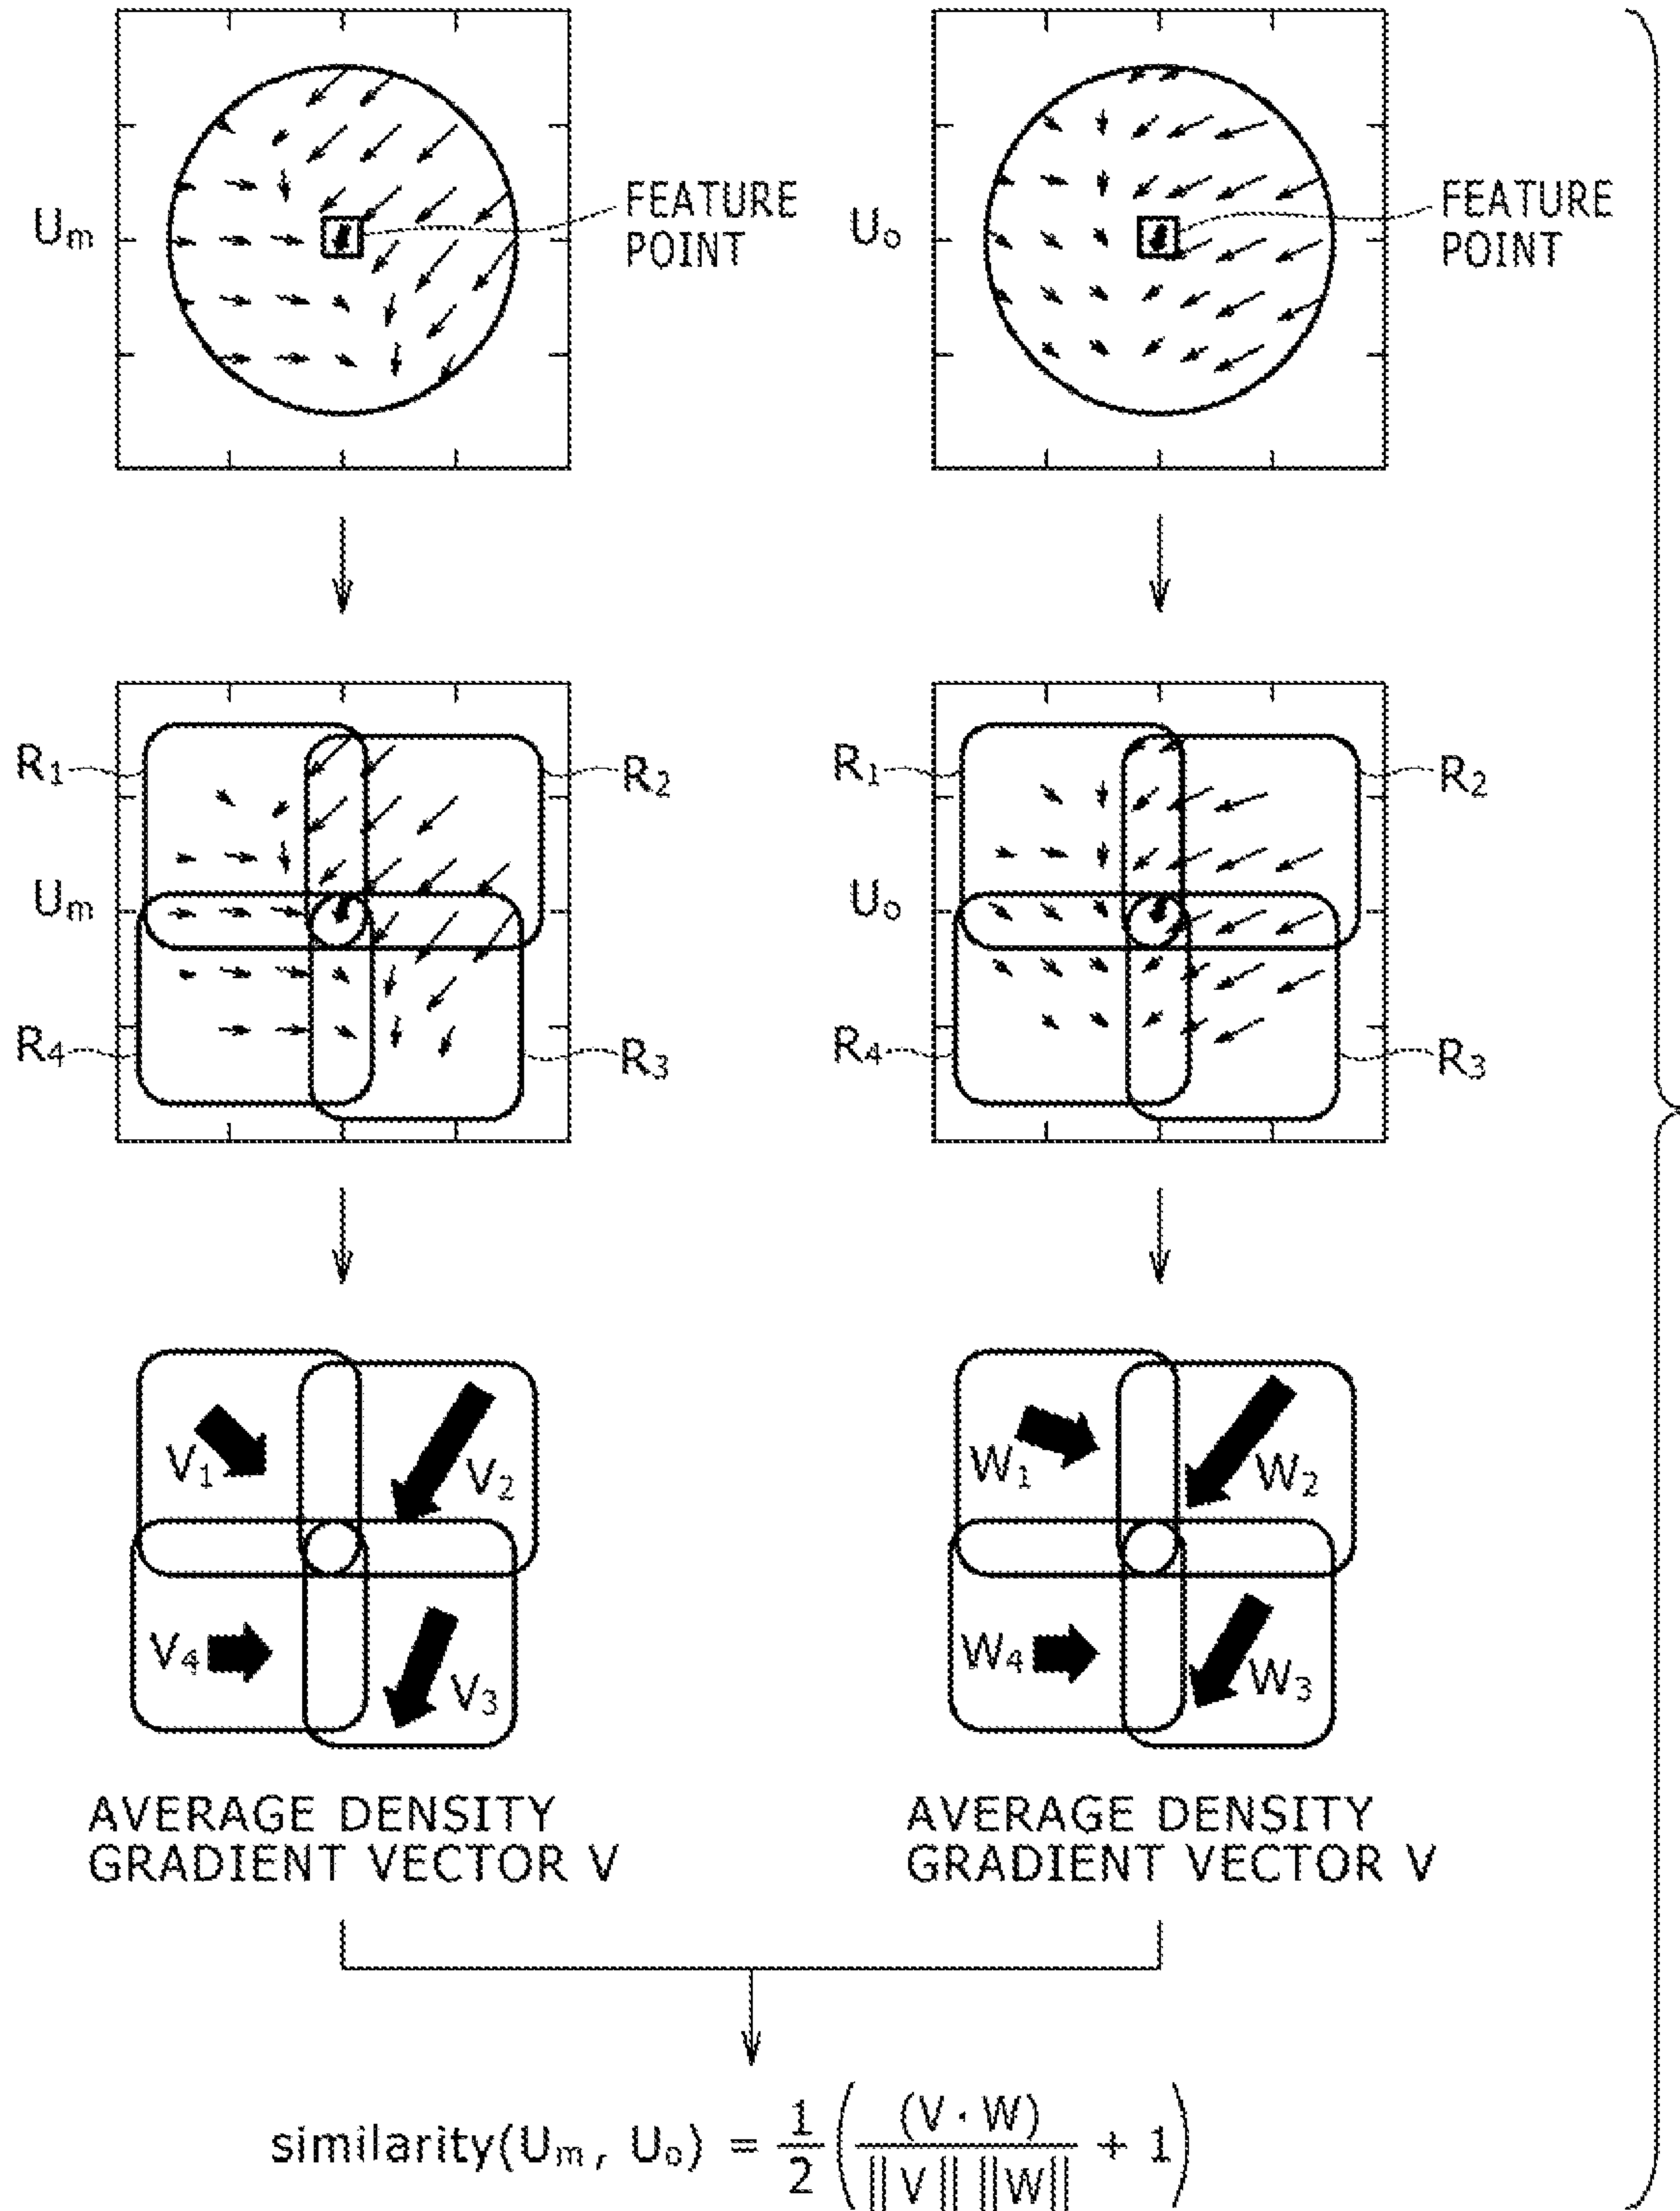 Uₘ
FEATURE
POINT
Uₒ
FEATURE
POINT
R₁
R₂
Uₘ
R₄
R₃
R₁
R₂
Uₒ
R₄
R₃
V₁
V₂
V₄
V₃
W₁
W₂
W₄
W₃
AVERAGE DENSITY
GRADIENT VECTOR V
AVERAGE DENSITY
GRADIENT VECTOR V
similarity(Uₘ, Uₒ) = 1/2 ( (V · W) / ‖V‖ ‖W‖ + 1 )